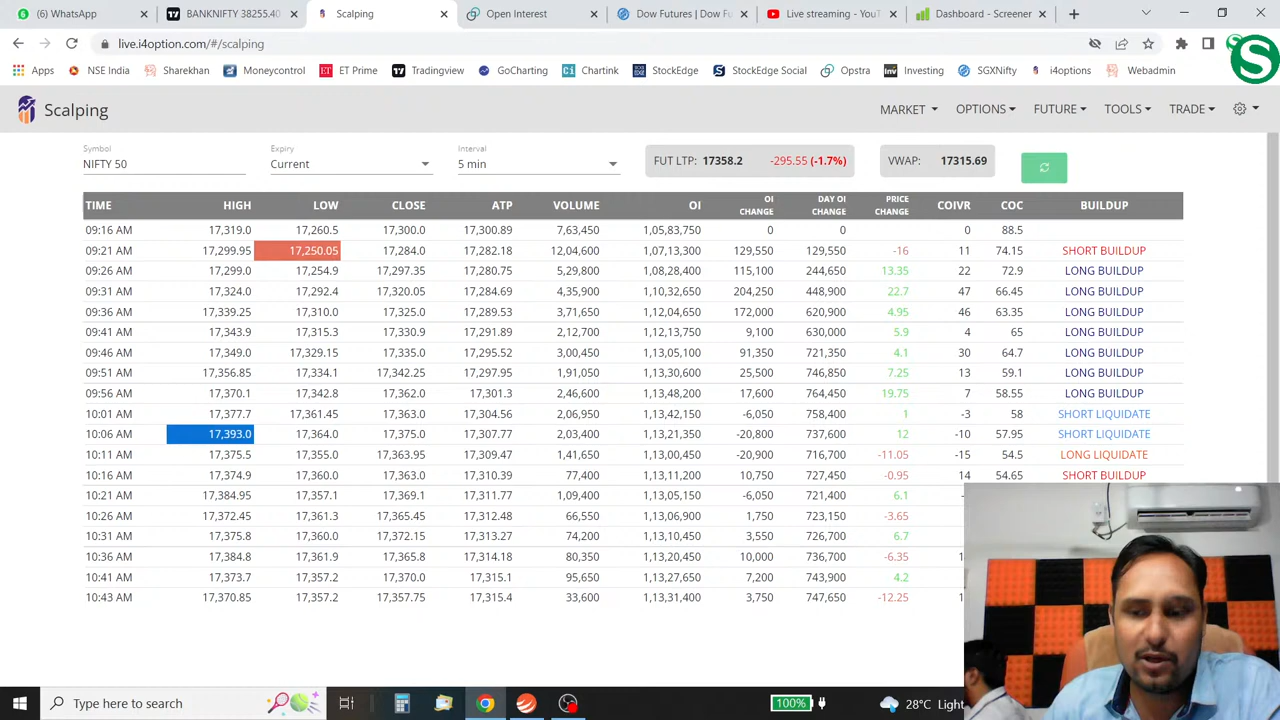 (6) WhatsApp
BANKNIFTY 38255.40
Scalping
Open Interest
Dow Futures | Dow Fu
Live streaming - YouT
Dashboard - Screener
live.i4option.com/#/scalping
Apps
NSE India
Sharekhan
Moneycontrol
ET Prime
Tradingview
GoCharting
Chartink
StockEdge
StockEdge Social
Opstra
Investing
SGXNifty
i4options
Webadmin
Scalping
MARKET
OPTIONS
FUTURE
TOOLS
TRADE
Symbol
NIFTY 50
Expiry
Current
Interval
5 min
FUT LTP: 17358.2 -295.55 (-1.7%)
VWAP: 17315.69
TIME HIGH LOW CLOSE ATP VOLUME OI OI CHANGE DAY OI CHANGE PRICE CHANGE COIVR COC BUILDUP
09:16 AM 17,319.0 17,260.5 17,300.0 17,300.89 7,63,450 1,05,83,750 0 0 0 88.5
09:21 AM 17,299.95 17,250.05 17,284.0 17,282.18 12,04,600 1,07,13,300 129,550 129,550 -16 11 74.15 SHORT BUILDUP
09:26 AM 17,299.0 17,254.9 17,297.35 17,280.75 5,29,800 1,08,28,400 115,100 244,650 13.35 22 72.9 LONG BUILDUP
09:31 AM 17,324.0 17,292.4 17,320.05 17,284.69 4,35,900 1,10,32,650 204,250 448,900 22.7 47 66.45 LONG BUILDUP
09:36 AM 17,339.25 17,310.0 17,325.0 17,289.53 3,71,650 1,12,04,650 172,000 620,900 4.95 46 63.35 LONG BUILDUP
09:41 AM 17,343.9 17,315.3 17,330.9 17,291.89 2,12,700 1,12,13,750 9,100 630,000 5.9 4 65 LONG BUILDUP
09:46 AM 17,349.0 17,329.15 17,335.0 17,295.52 3,00,450 1,13,05,100 91,350 721,350 4.1 30 64.7 LONG BUILDUP
09:51 AM 17,356.85 17,334.1 17,342.25 17,297.95 1,91,050 1,13,30,600 25,500 746,850 7.25 13 59.1 LONG BUILDUP
09:56 AM 17,370.1 17,342.8 17,362.0 17,301.3 2,46,600 1,13,48,200 17,600 764,450 19.75 7 58.55 LONG BUILDUP
10:01 AM 17,377.7 17,361.45 17,363.0 17,304.56 2,06,950 1,13,42,150 -6,050 758,400 1 -3 58 SHORT LIQUIDATE
10:06 AM 17,393.0 17,364.0 17,375.0 17,307.77 2,03,400 1,13,21,350 -20,800 737,600 12 -10 57.95 SHORT LIQUIDATE
10:11 AM 17,375.5 17,355.0 17,363.95 17,309.47 1,41,650 1,13,00,450 -20,900 716,700 -11.05 -15 54.5 LONG LIQUIDATE
10:16 AM 17,374.9 17,360.0 17,363.0 17,310.39 77,400 1,13,11,200 10,750 727,450 -0.95 14 54.65 SHORT BUILDUP
10:21 AM 17,384.95 17,357.1 17,369.1 17,311.77 1,09,400 1,13,05,150 -6,050 721,400 6.1
10:26 AM 17,372.45 17,361.3 17,365.45 17,312.48 66,550 1,13,06,900 1,750 723,150 -3.65
10:31 AM 17,375.8 17,360.0 17,372.15 17,313.27 74,200 1,13,10,450 3,550 726,700 6.7
10:36 AM 17,384.8 17,361.9 17,365.8 17,314.18 80,350 1,13,20,450 10,000 736,700 -6.35
10:41 AM 17,373.7 17,357.2 17,370.0 17,315.1 95,650 1,13,27,650 7,200 743,900 4.2
10:43 AM 17,370.85 17,357.2 17,357.75 17,315.4 33,600 1,13,31,400 3,750 747,650 -12.25
Type here to search
100%
28°C Light